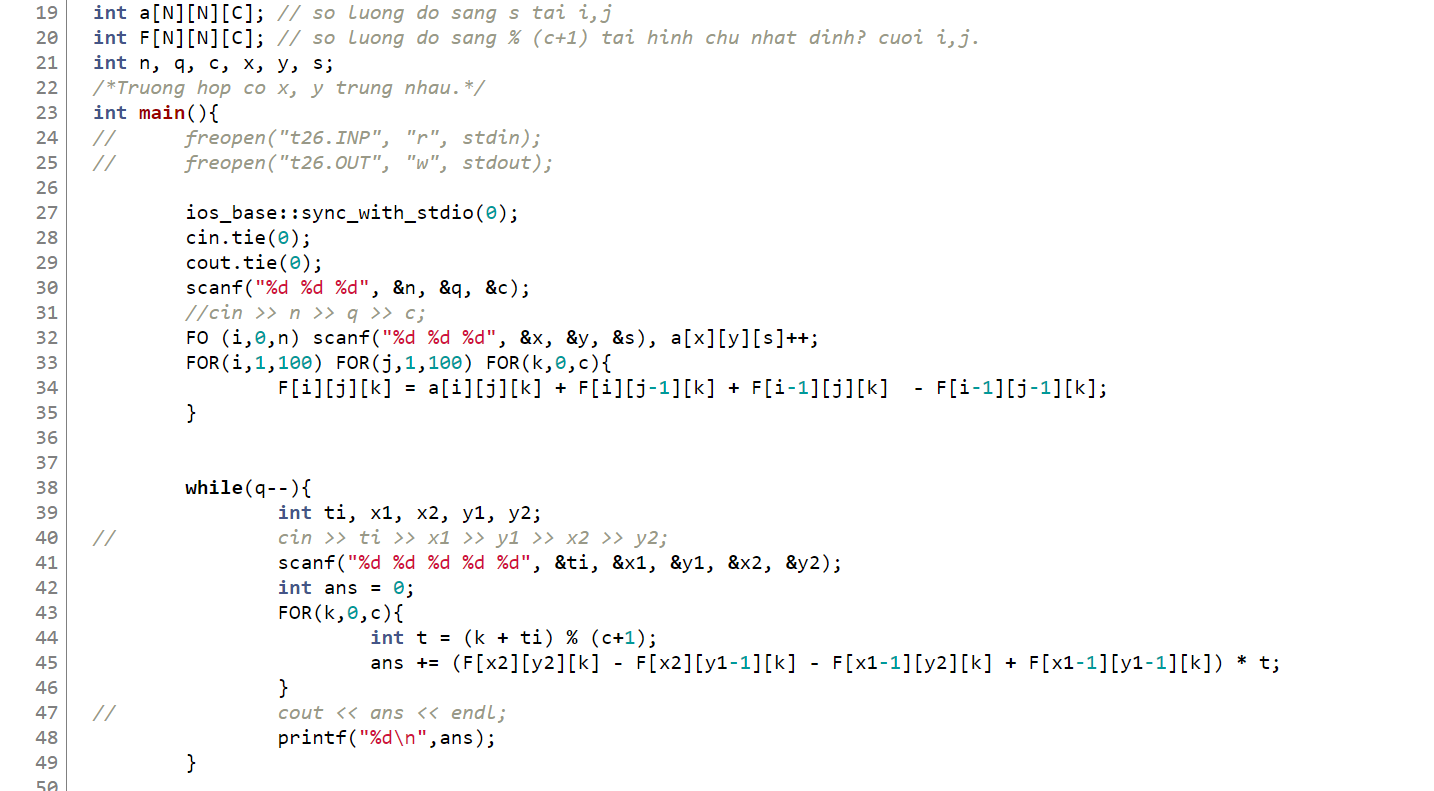 19 int a[N][N][C]; // so luong do sang s tai i,j
20 int F[N][N][C]; // so luong do sang % (c+1) tai hinh chu nhat dinh? cuoi i,j.
21 int n, q, c, x, y, s;
22 /*Truong hop co x, y trung nhau.*/
23 int main(){
24 // freopen("t26.INP", "r", stdin);
25 // freopen("t26.OUT", "w", stdout);
26
27 ios_base::sync_with_stdio(0);
28 cin.tie(0);
29 cout.tie(0);
30 scanf("%d %d %d", &n, &q, &c);
31 //cin >> n >> q >> c;
32 FO (i,0,n) scanf("%d %d %d", &x, &y, &s), a[x][y][s]++;
33 FOR(i,1,100) FOR(j,1,100) FOR(k,0,c){
34 F[i][j][k] = a[i][j][k] + F[i][j-1][k] + F[i-1][j][k]  - F[i-1][j-1][k];
35 }
36
37
38 while(q--){
39 int ti, x1, x2, y1, y2;
40 // cin >> ti >> x1 >> y1 >> x2 >> y2;
41 scanf("%d %d %d %d %d", &ti, &x1, &y1, &x2, &y2);
42 int ans = 0;
43 FOR(k,0,c){
44 int t = (k + ti) % (c+1);
45 ans += (F[x2][y2][k] - F[x2][y1-1][k] - F[x1-1][y2][k] + F[x1-1][y1-1][k]) * t;
46 }
47 // cout << ans << endl;
48 printf("%d\n",ans);
49 }
50